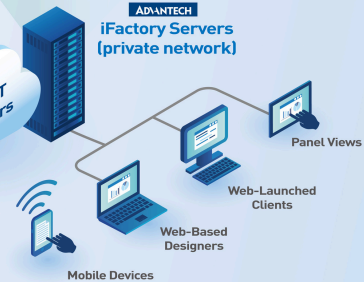 ADVANTECH
iFactory Servers
(private network)
Panel Views
Web-Launched
Clients
Web-Based
Designers
Mobile Devices